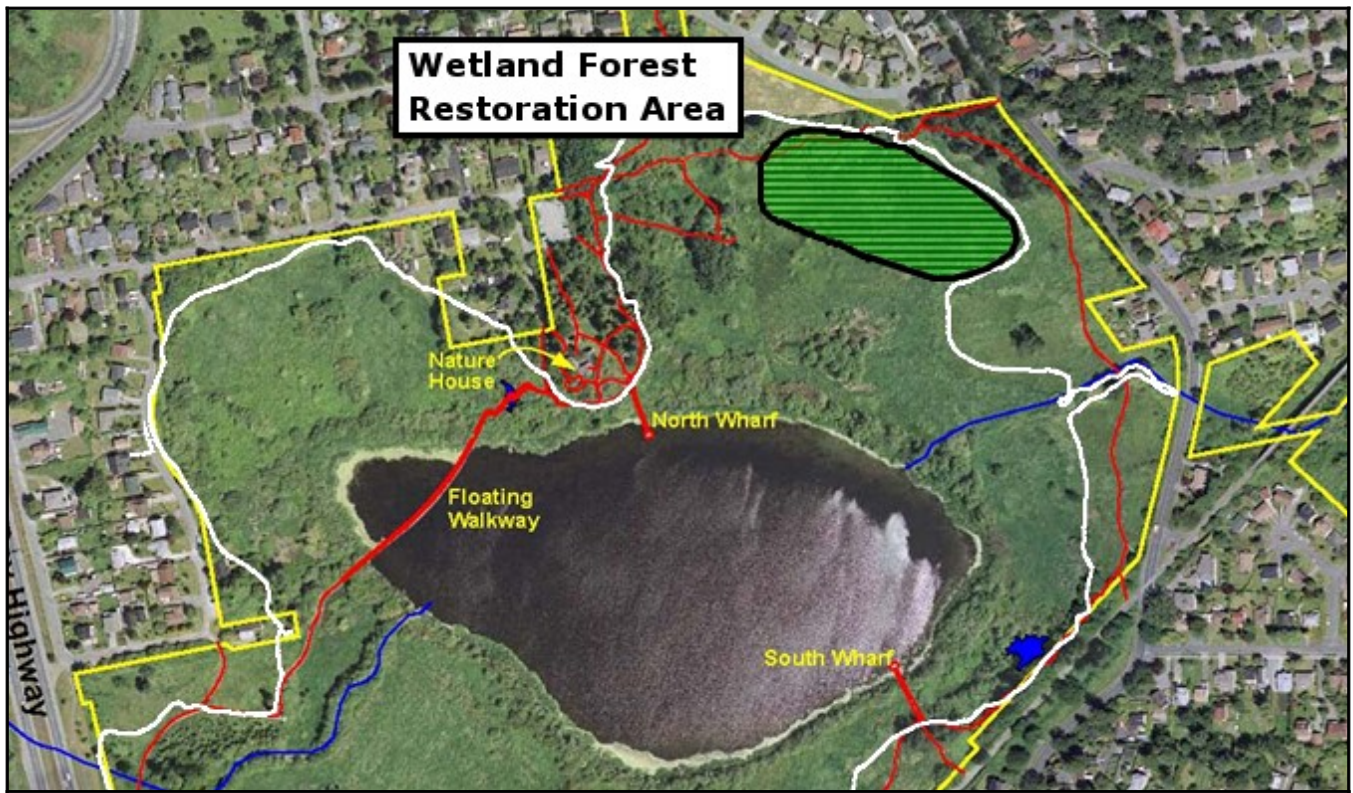 Wetland Forest
Restoration Area
Nature
House
North Wharf
Floating
Walkway
South Wharf
Highway